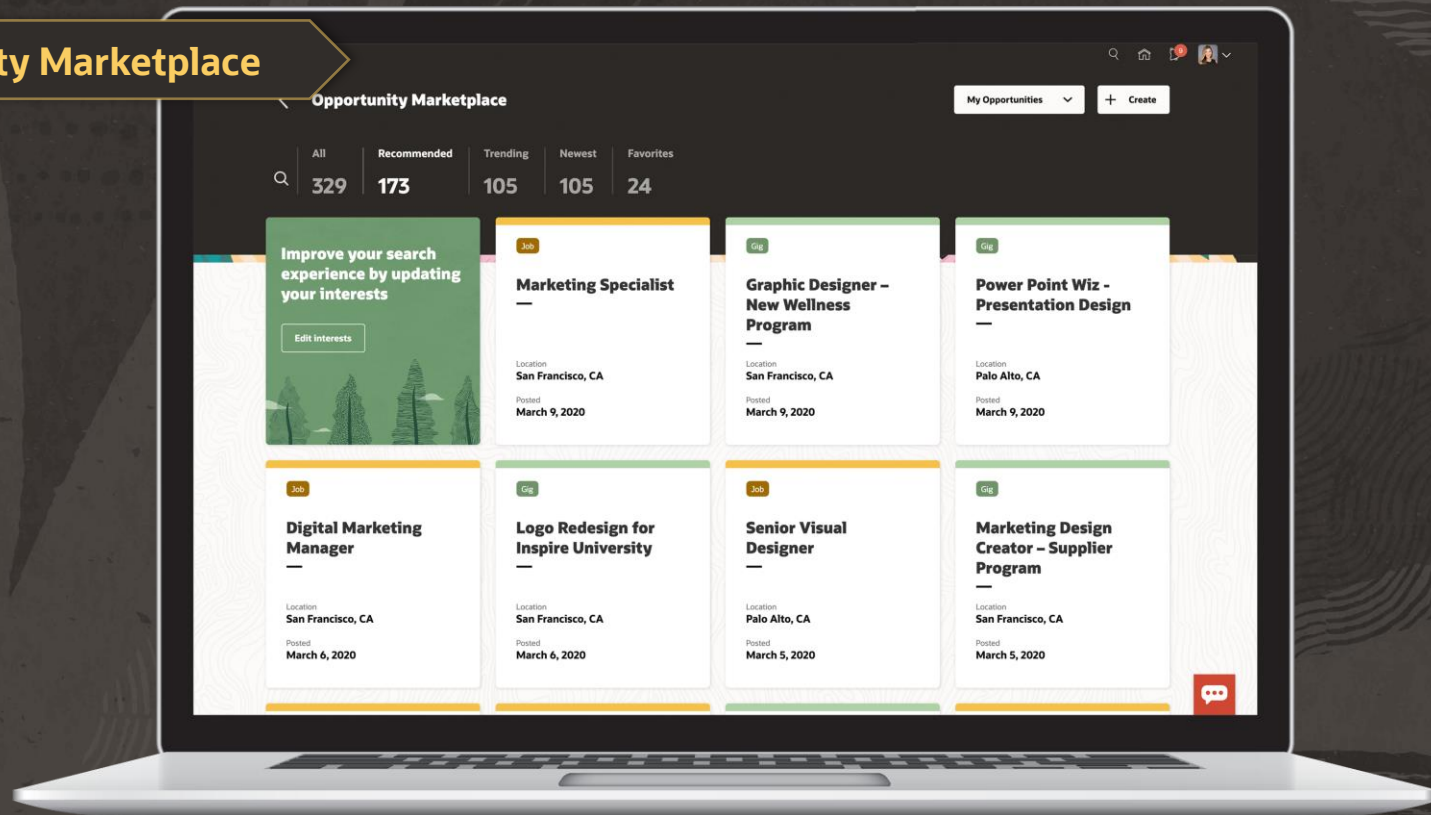 ty Marketplace
Opportunity Marketplace
My Opportunities
+ Create
All
329
Recommended
173
Trending
105
Newest
105
Favorites
24
Improve your search
experience by updating
your interests
Edit Interests
Job
Marketing Specialist
Location
San Francisco, CA
Posted
March 9, 2020
Gig
Graphic Designer –
New Wellness
Program
Location
San Francisco, CA
Posted
March 9, 2020
Gig
Power Point Wiz -
Presentation Design
Location
Palo Alto, CA
Posted
March 9, 2020
Job
Digital Marketing
Manager
Location
San Francisco, CA
Posted
March 6, 2020
Gig
Logo Redesign for
Inspire University
Location
San Francisco, CA
Posted
March 6, 2020
Job
Senior Visual
Designer
Location
Palo Alto, CA
Posted
March 5, 2020
Gig
Marketing Design
Creator – Supplier
Program
Location
San Francisco, CA
Posted
March 5, 2020